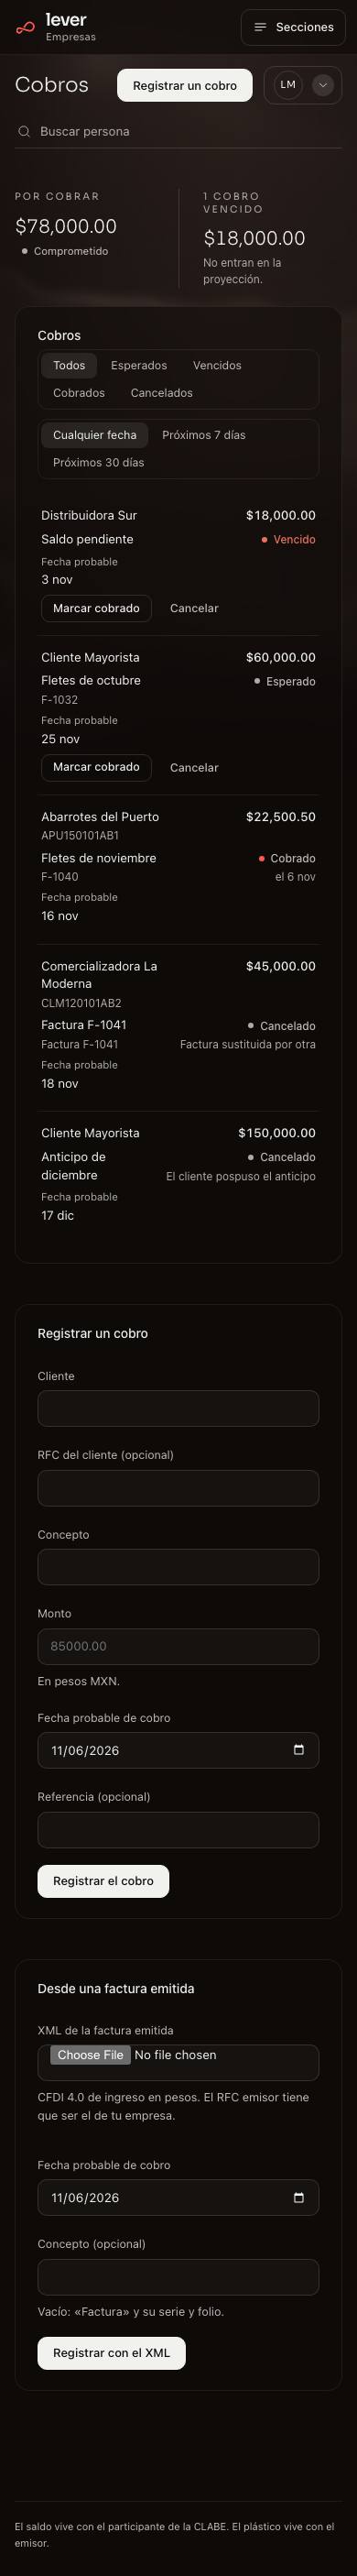 lever
Empresas
Secciones
Cobros
Registrar un cobro
LM
Buscar persona
POR COBRAR
$78,000.00
Comprometido
1 COBRO
VENCIDO
$18,000.00
No entran en la
proyección.
Cobros
Todos Esperados Vencidos
Cobrados Cancelados
Cualquier fecha Próximos 7 días
Próximos 30 días
Distribuidora Sur $18,000.00
Saldo pendiente Vencido
Fecha probable
3 nov
Marcar cobrado Cancelar
Cliente Mayorista $60,000.00
Fletes de octubre Esperado
F-1032
Fecha probable
25 nov
Marcar cobrado Cancelar
Abarrotes del Puerto $22,500.50
APU150101AB1
Fletes de noviembre Cobrado
F-1040 el 6 nov
Fecha probable
16 nov
Comercializadora La $45,000.00
Moderna
CLM120101AB2
Factura F-1041 Cancelado
Factura F-1041 Factura sustituida por otra
Fecha probable
18 nov
Cliente Mayorista $150,000.00
Anticipo de Cancelado
diciembre El cliente pospuso el anticipo
Fecha probable
17 dic
Registrar un cobro
Cliente
RFC del cliente (opcional)
Concepto
Monto
85000.00
En pesos MXN.
Fecha probable de cobro
11/06/2026
Referencia (opcional)
Registrar el cobro
Desde una factura emitida
XML de la factura emitida
Choose File No file chosen
CFDI 4.0 de ingreso en pesos. El RFC emisor tiene
que ser el de tu empresa.
Fecha probable de cobro
11/06/2026
Concepto (opcional)
Vacío: «Factura» y su serie y folio.
Registrar con el XML
El saldo vive con el participante de la CLABE. El plástico vive con el
emisor.